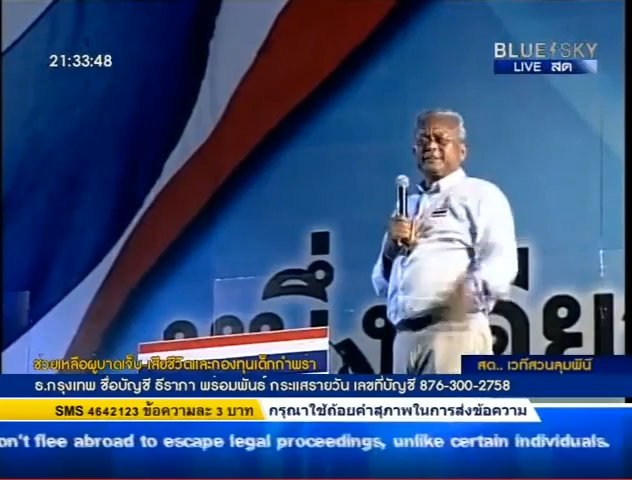 21:33:48
BLUE SKY
LIVE สด
ช่วยเหลือผู้บาดเจ็บ เสียชีวิตและกองทุนเด็กกำพร้า
สด.. เวทีสวนลุมพินี
ธ.กรุงเทพ ชื่อบัญชี ธีราภา พร้อมพันธ์ กระแสรายวัน เลขที่บัญชี 876-300-2758
SMS 4642123 ข้อความละ 3 บาท กรุณาใช้ถ้อยคำสุภาพในการส่งข้อความ
on't flee abroad to escape legal proceedings, unlike certain individuals.